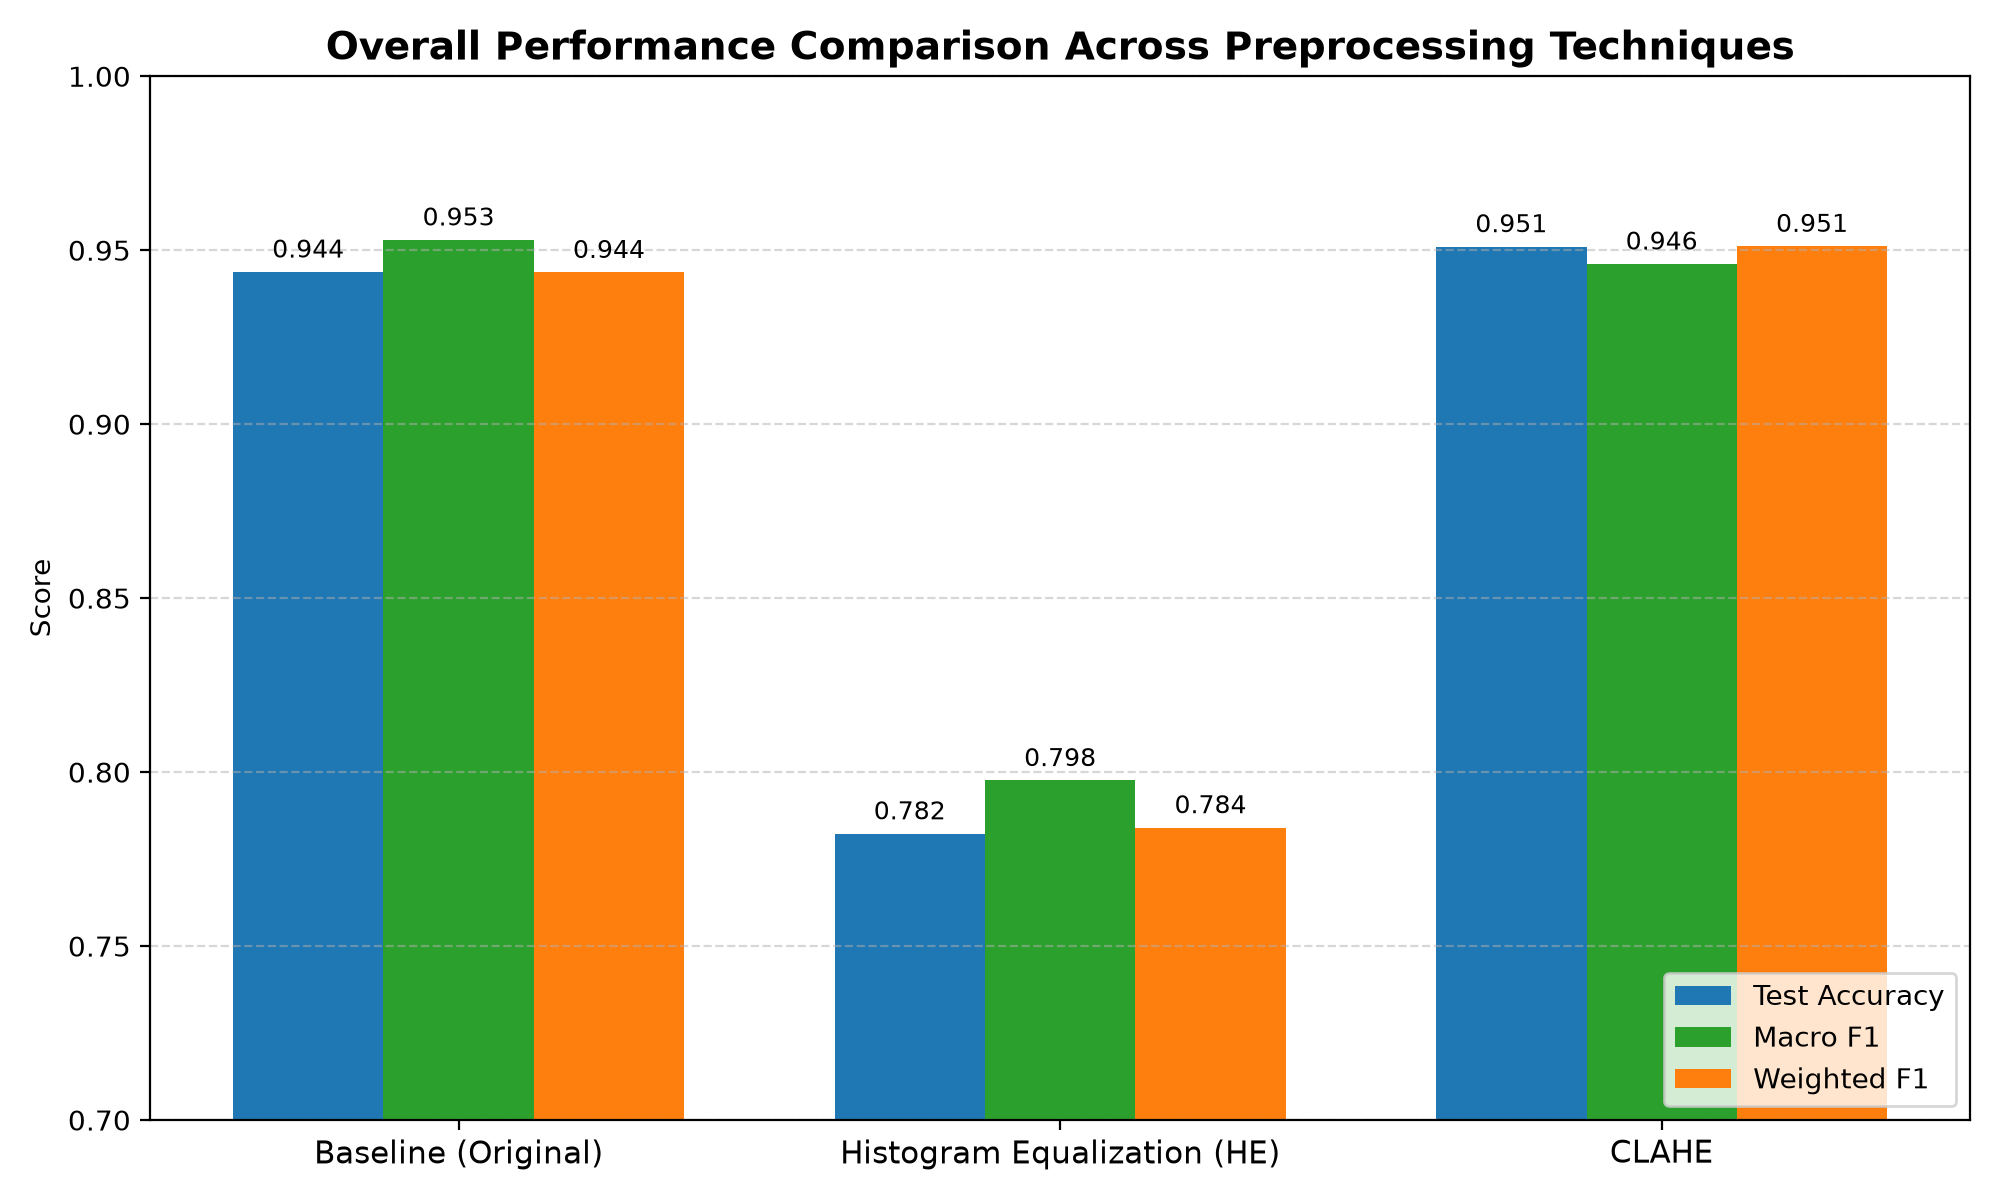 Overall Performance Comparison Across Preprocessing Techniques
Score
1.00
0.95
0.90
0.85
0.80
0.75
0.70
0.944
0.953
0.944
0.782
0.798
0.784
0.951
0.946
0.951
Test Accuracy
Macro F1
Weighted F1
Baseline (Original)
Histogram Equalization (HE)
CLAHE